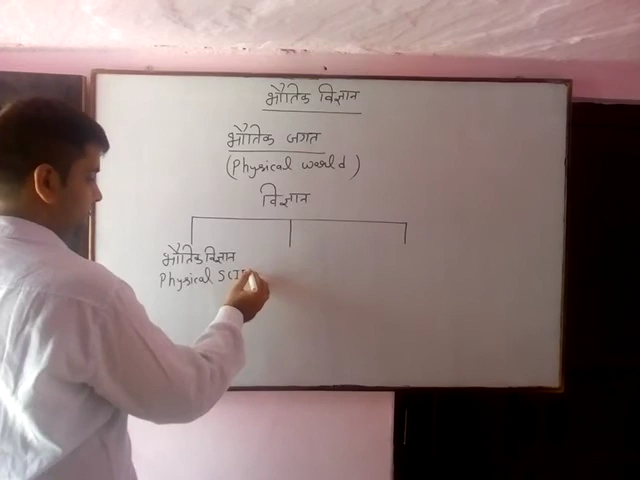 भौतिक विज्ञान
भौतिक जगत
(Physical world)
विज्ञान
भौतिक विज्ञान
Physical SCI